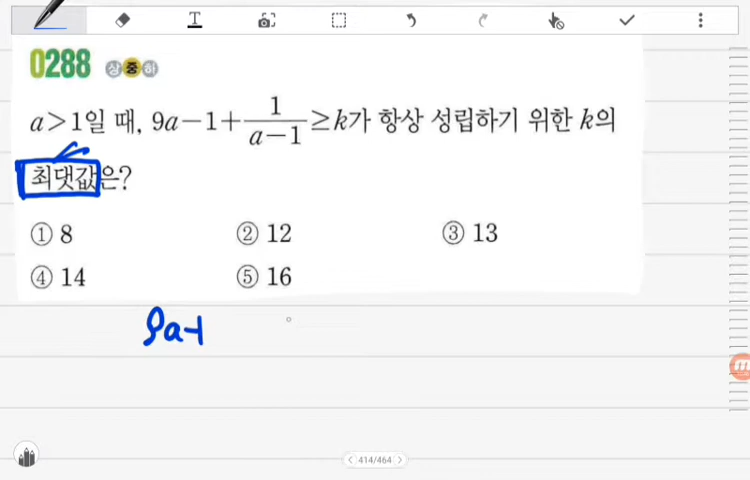 T
0288 상 중 하
a>1일 때, 9a-1+\frac{1}{a-1}≥k가 항상 성립하기 위한 k의
최댓값은?
① 8 ② 12 ③ 13
④ 14 ⑤ 16
9a-1
414/464